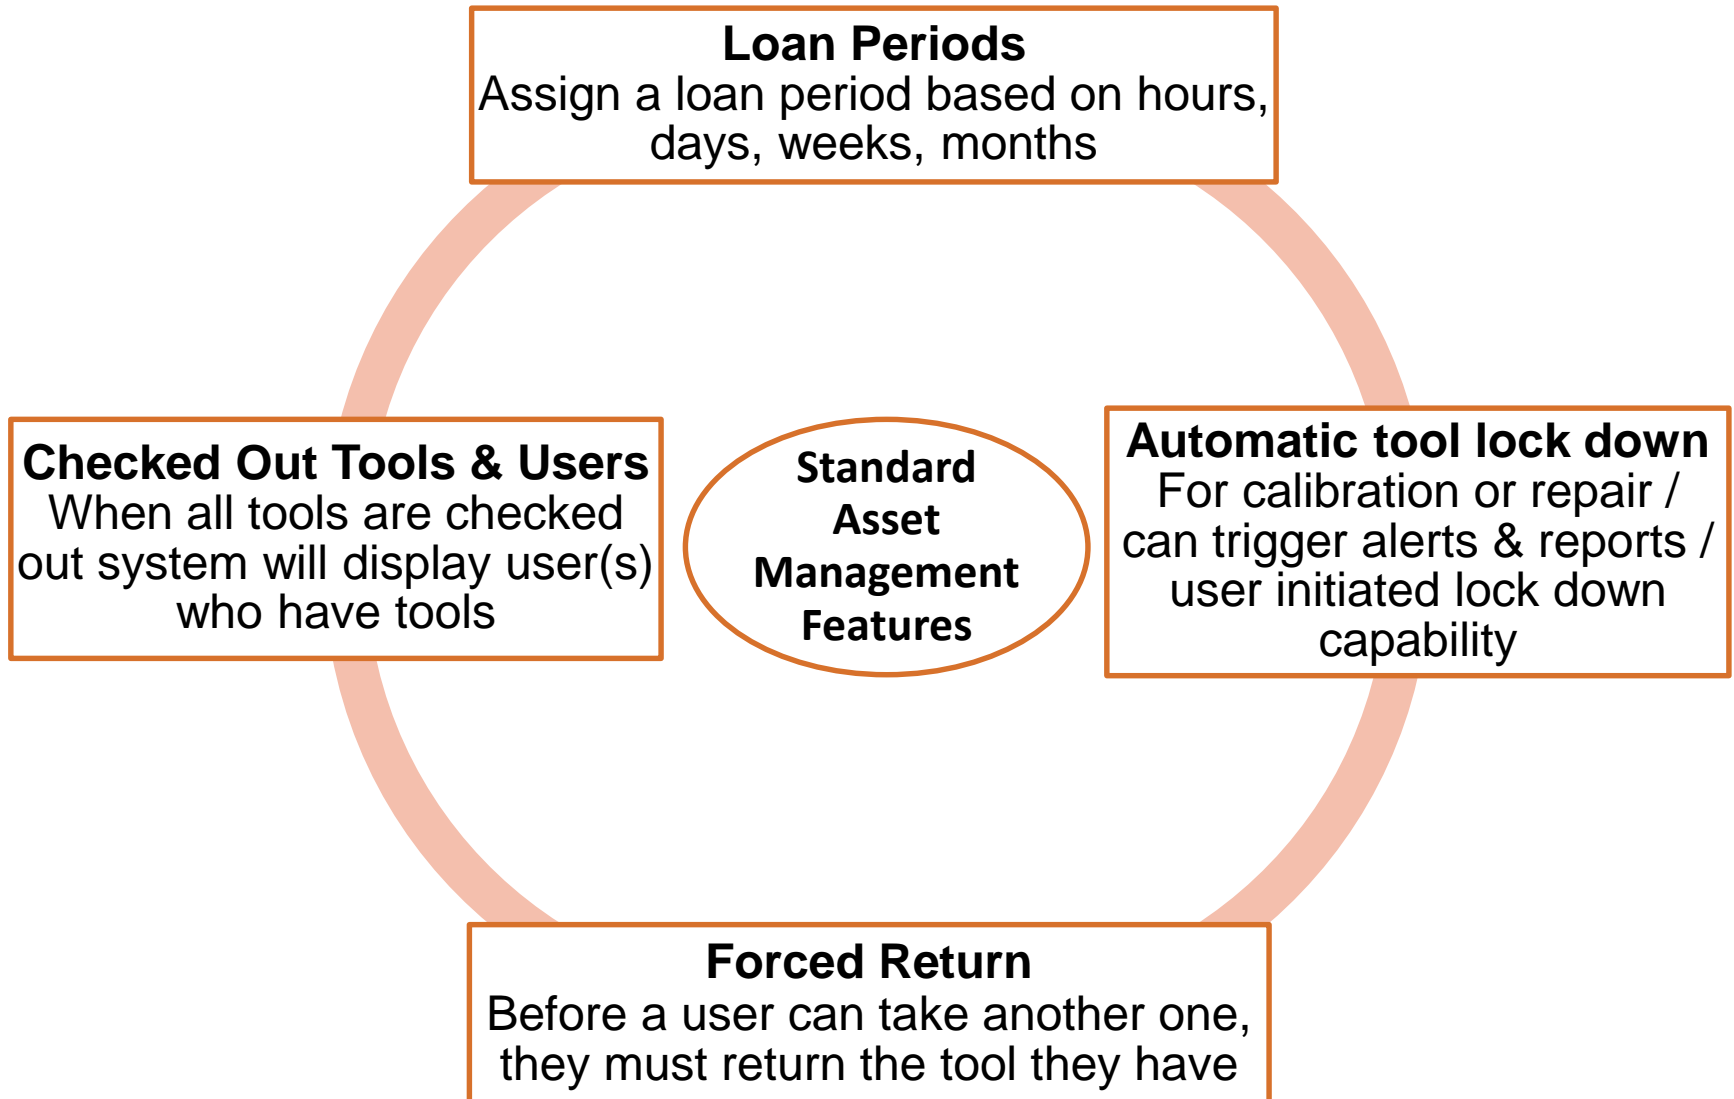 Loan Periods
Assign a loan period based on hours,
days, weeks, months
Checked Out Tools & Users
When all tools are checked
out system will display user(s)
who have tools
Standard
Asset
Management
Features
Automatic tool lock down
For calibration or repair /
can trigger alerts & reports /
user initiated lock down
capability
Forced Return
Before a user can take another one,
they must return the tool they have